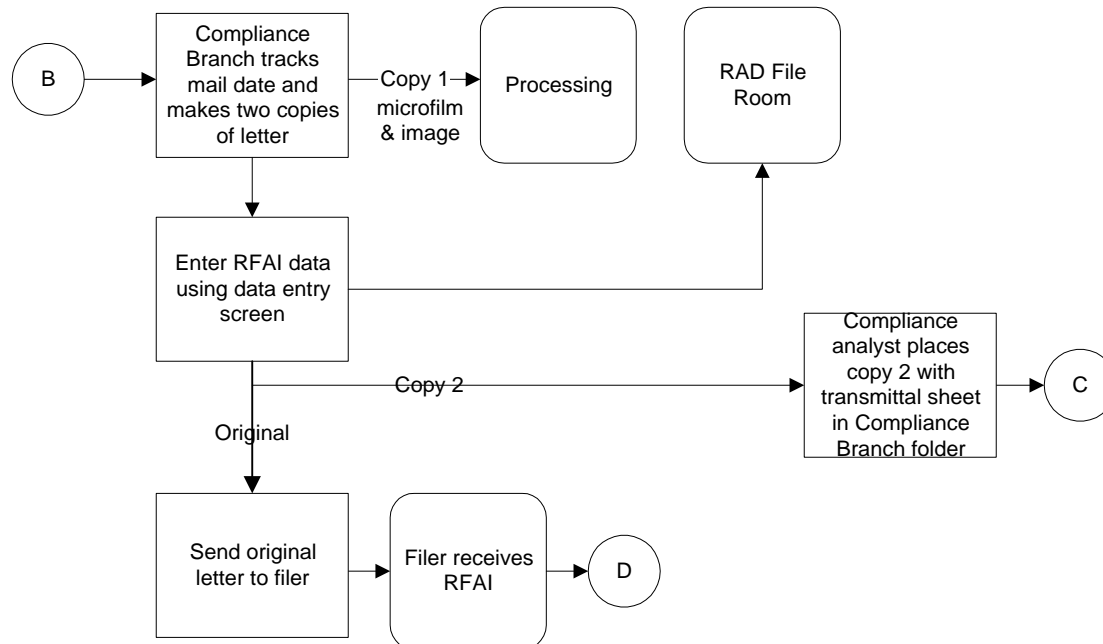 B
Compliance
Branch tracks
mail date and
makes two copies
of letter
Copy 1
microfilm
& image
Processing
RAD File
Room
Enter RFAI data
using data entry
screen
Copy 2
Compliance
analyst places
copy 2 with
transmittal sheet
in Compliance
Branch folder
C
Original
Send original
letter to filer
Filer receives
RFAI
D